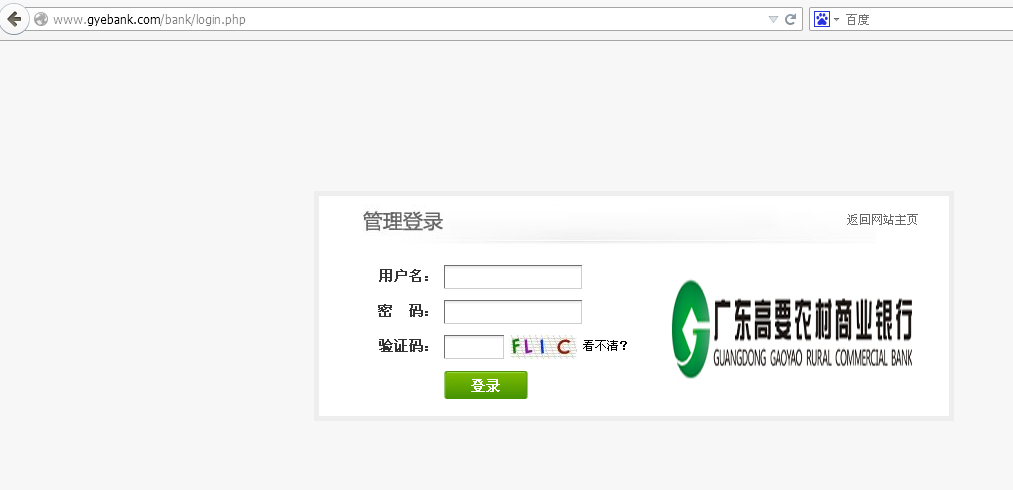 www.gyebank.com/bank/login.php
百度
管理登录
返回网站主页
用户名：
密 码：
验证码：
FLIC
看不清？
登录
广东高要农村商业银行
GUANGDONG GAOYAO RURAL COMMERCIAL BANK